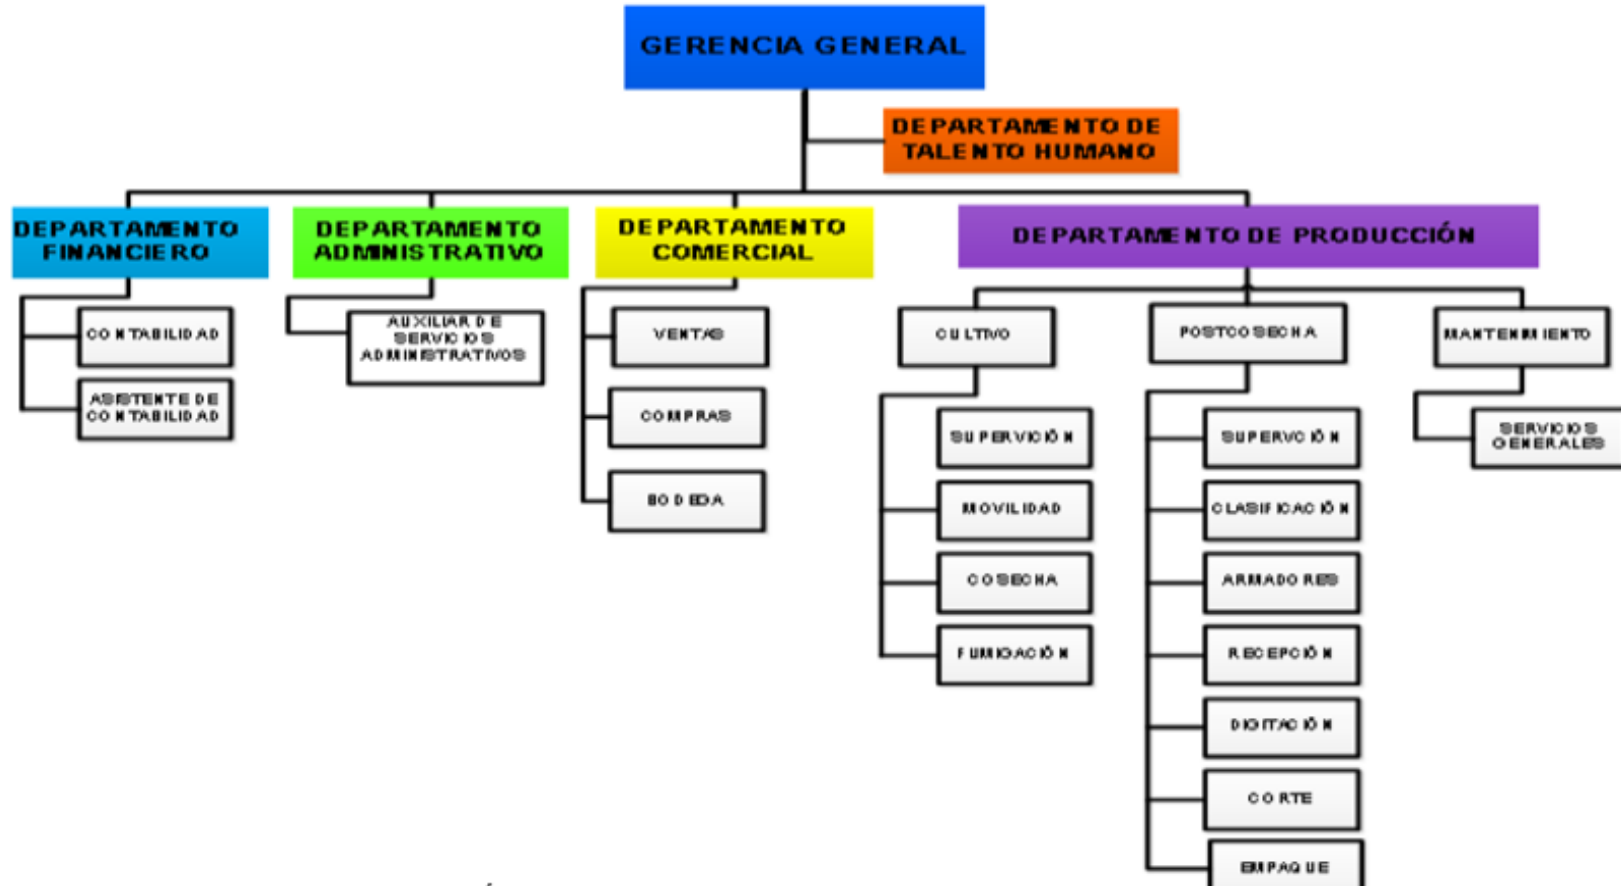 GERENCIA GENERAL
DEPARTAMENTO DE
TALENTO HUMANO
DEPARTAMENTO
FINANCIERO
DEPARTAMENTO
ADMINISTRATIVO
DEPARTAMENTO
COMERCIAL
DEPARTAMENTO DE PRODUCCIÓN
CONTABILIDAD
ASISTENTE DE
CONTABILIDAD
AUXILIAR DE
SERVICIOS
ADMINISTRATIVOS
VENTAS
COMPRAS
BODEGA
CULTIVO
SUPERVICIÓN
MOVILIDAD
COSECHA
FUMIGACIÓN
POSTCOSECHA
SUPERVCIÓN
CLASIFICACIÓN
ARMADORES
RECEPCIÓN
DIGITACIÓN
CORTE
EMPAQUE
MANTENIMIENTO
SERVICIOS
GENERALES